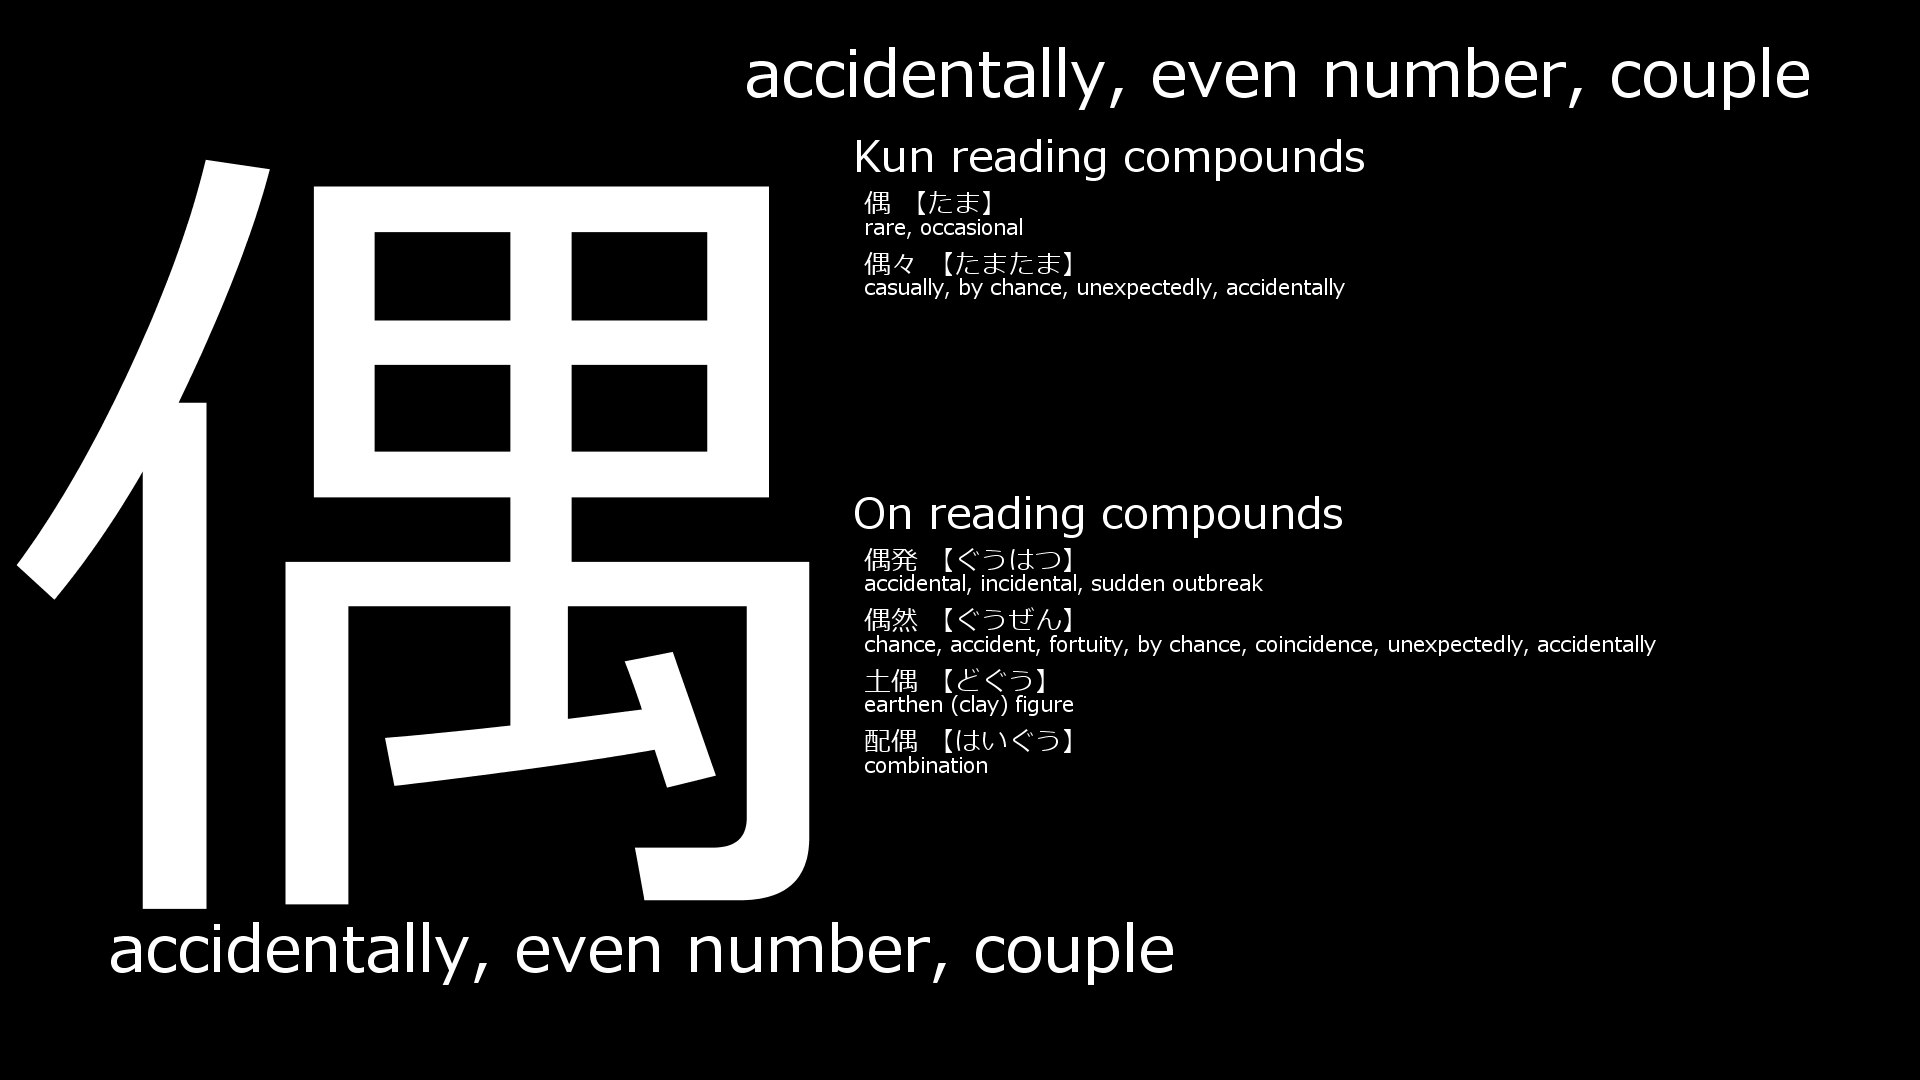 accidentally, even number, couple
偶
Kun reading compounds
偶 【たま】
rare, occasional
偶々 【たまたま】
casually, by chance, unexpectedly, accidentally
On reading compounds
偶発 【ぐうはつ】
accidental, incidental, sudden outbreak
偶然 【ぐうぜん】
chance, accident, fortuity, by chance, coincidence, unexpectedly, accidentally
土偶 【どぐう】
earthen (clay) figure
配偶 【はいぐう】
combination
accidentally, even number, couple